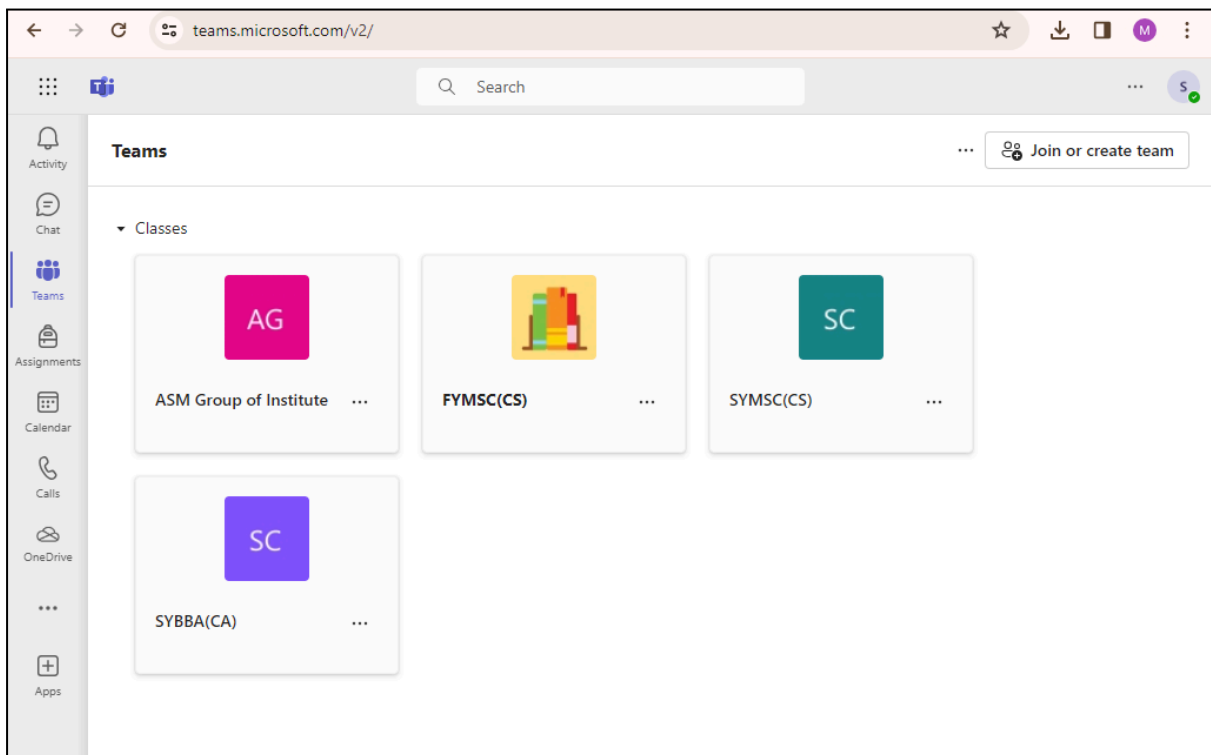 teams.microsoft.com/v2/
M
Search
S
Activity
Teams
Join or create team
Chat
Classes
Teams
AG
SC
Assignments
ASM Group of Institute
FYMSC(CS)
SYMSC(CS)
Calendar
Calls
SC
OneDrive
SYBBA(CA)
Apps